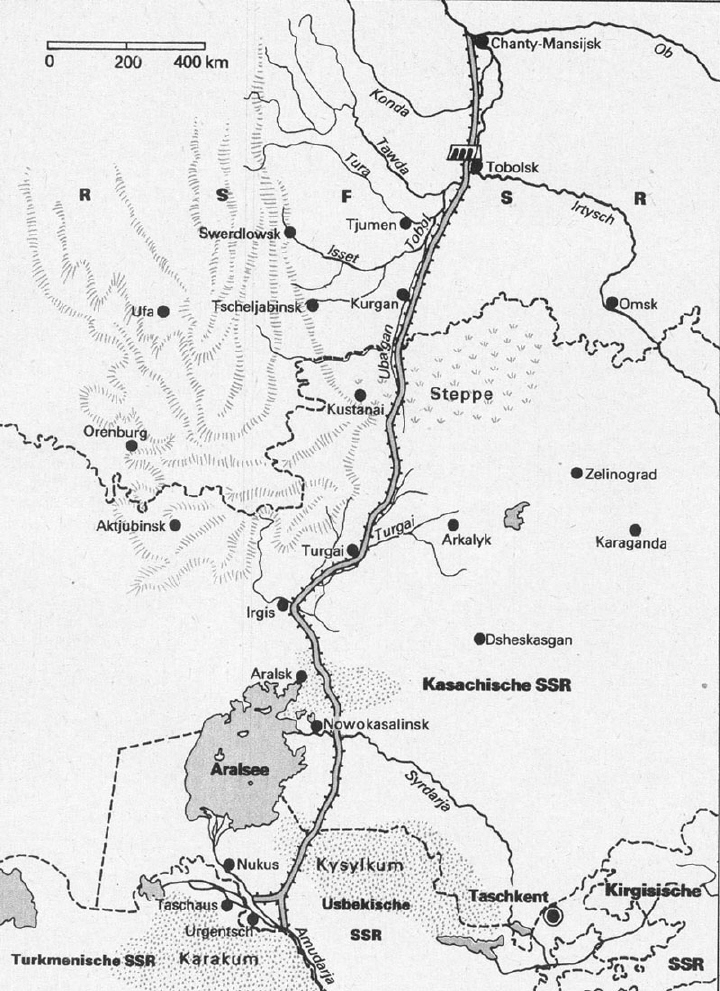 0 200 400 km
Chanty-Mansijsk
Ob
Konda
Tawda
Tura
Tobolsk
R S F S R
Irtysch
Tjumen
Tobol
Swerdlowsk
Isset
Ufa
Tscheljabinsk
Kurgan
Omsk
Ubagan
Steppe
Kustanai
Orenburg
Zelinograd
Aktjubinsk
Turgai
Turgai
Arkalyk
Karaganda
Irgis
Dsheskasgan
Aralsk
Kasachische SSR
Nowokasalinsk
Aralsee
Syrdarja
Nukus
Kysylkum
Taschkent
Kirgisische
SSR
Taschaus
Usbekische
SSR
Urgentsch
Amudarja
Turkmenische SSR
Karakum